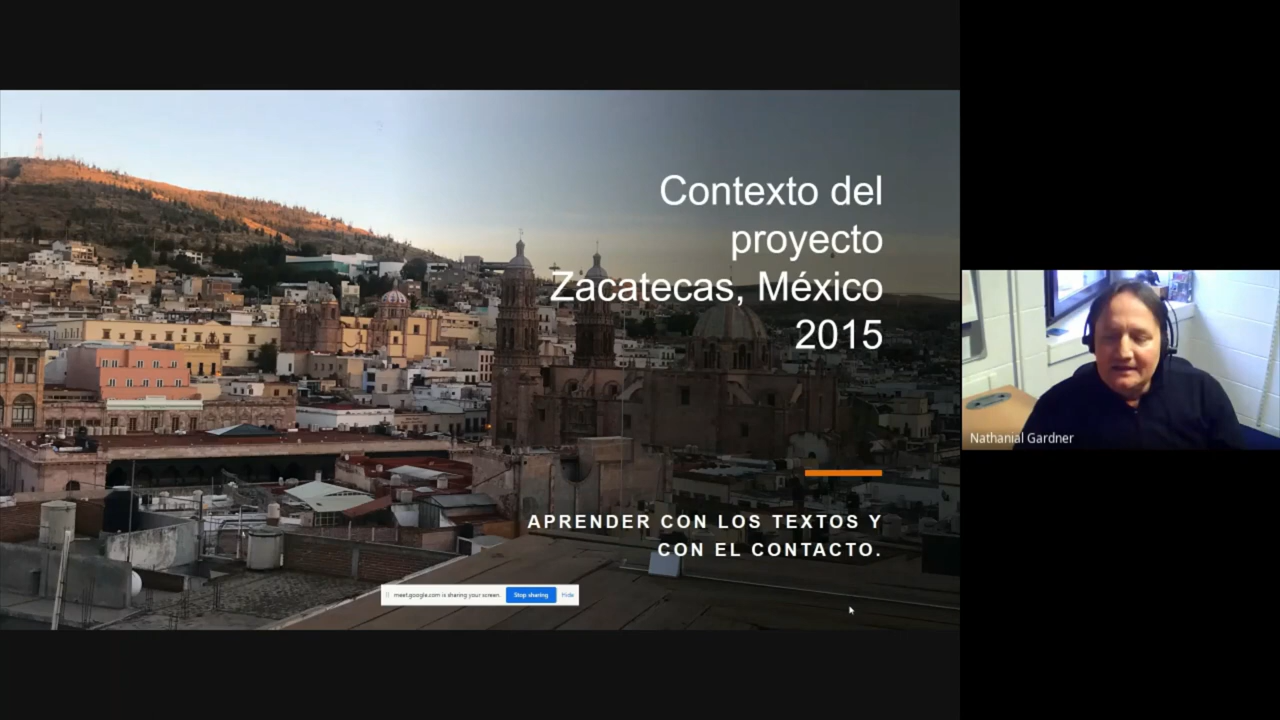 Contexto del
proyecto
Zacatecas, México
2015
APRENDER CON LOS TEXTOS Y
CON EL CONTACTO.
meet.google.com is sharing your screen.
Stop sharing
Hide
Nathanial Gardner